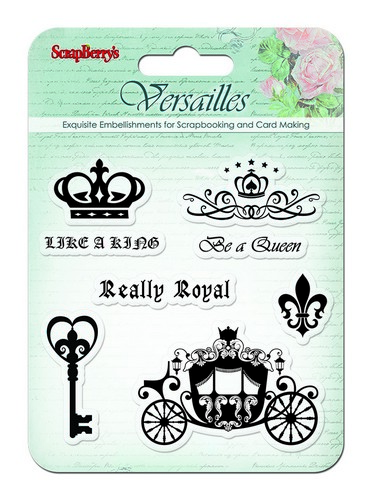 ScrapBerry's
Versailles
Exquisite Embellishments for Scrapbooking and Card Making
LIKE A KING
Be a Queen
Really Royal